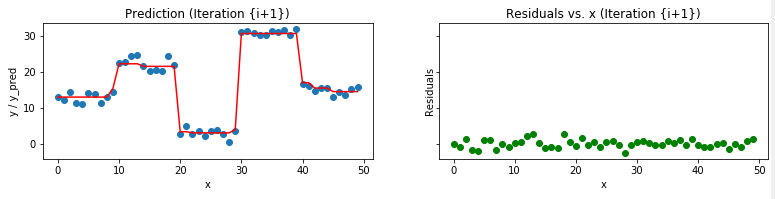 Prediction (Iteration {i+1})
y / y_pred
30
20
10
0
0
10
20
30
40
50
x
Residuals vs. x (Iteration {i+1})
Residuals
0
10
20
30
40
50
x